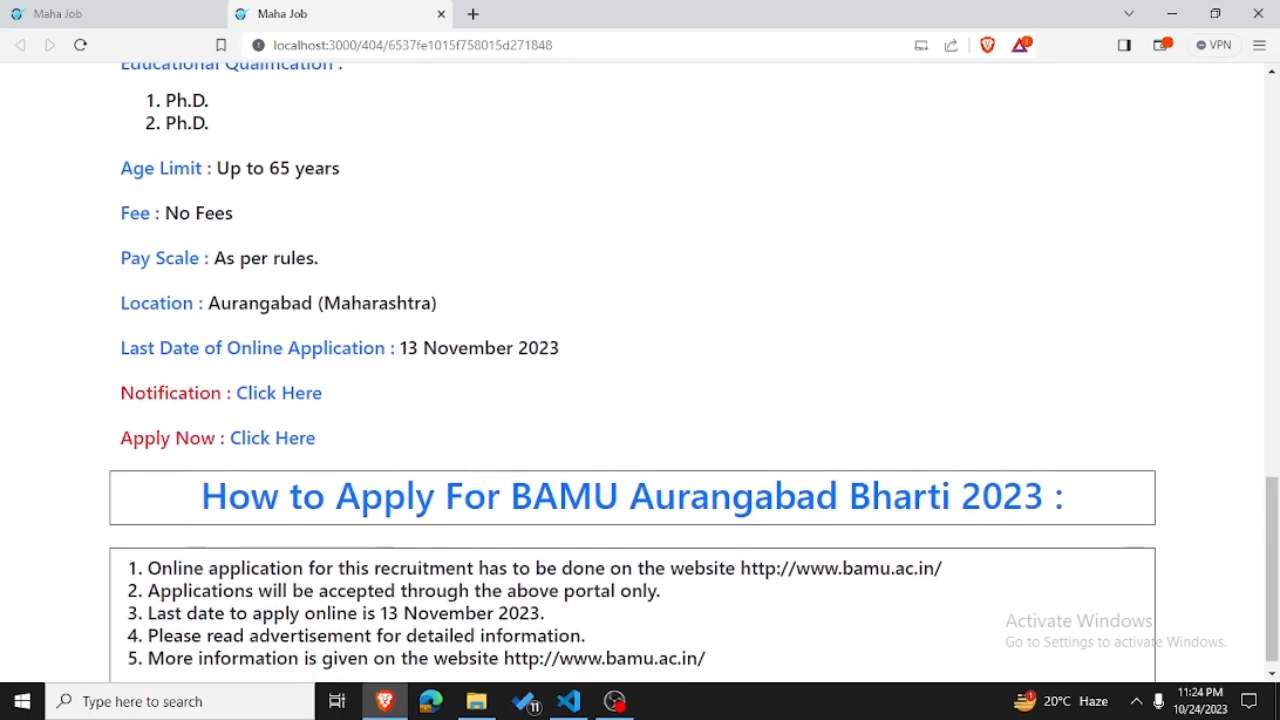 Maha Job
Maha Job
localhost:3000/404/6537fe1015f758015d271848
VPN
Educational Qualification :
1. Ph.D.
2. Ph.D.
Age Limit : Up to 65 years
Fee : No Fees
Pay Scale : As per rules.
Location : Aurangabad (Maharashtra)
Last Date of Online Application : 13 November 2023
Notification : Click Here
Apply Now : Click Here
How to Apply For BAMU Aurangabad Bharti 2023 :
1. Online application for this recruitment has to be done on the website http://www.bamu.ac.in/
2. Applications will be accepted through the above portal only.
3. Last date to apply online is 13 November 2023.
4. Please read advertisement for detailed information.
5. More information is given on the website http://www.bamu.ac.in/
Activate Windows
Go to Settings to activate Windows.
Type here to search
11
20°C Haze
11:24 PM
10/24/2023